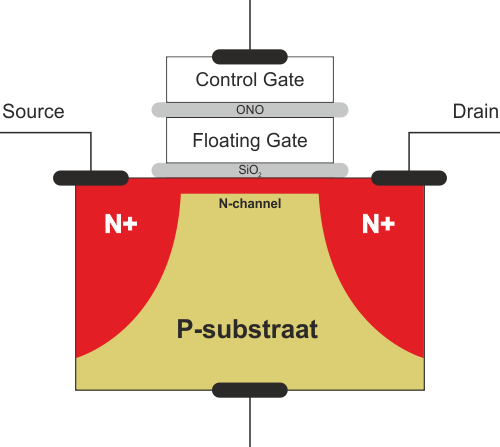 Control Gate
Source
ONO
Drain
Floating Gate
SiO₂
N-channel
N+
N+
P-substraat